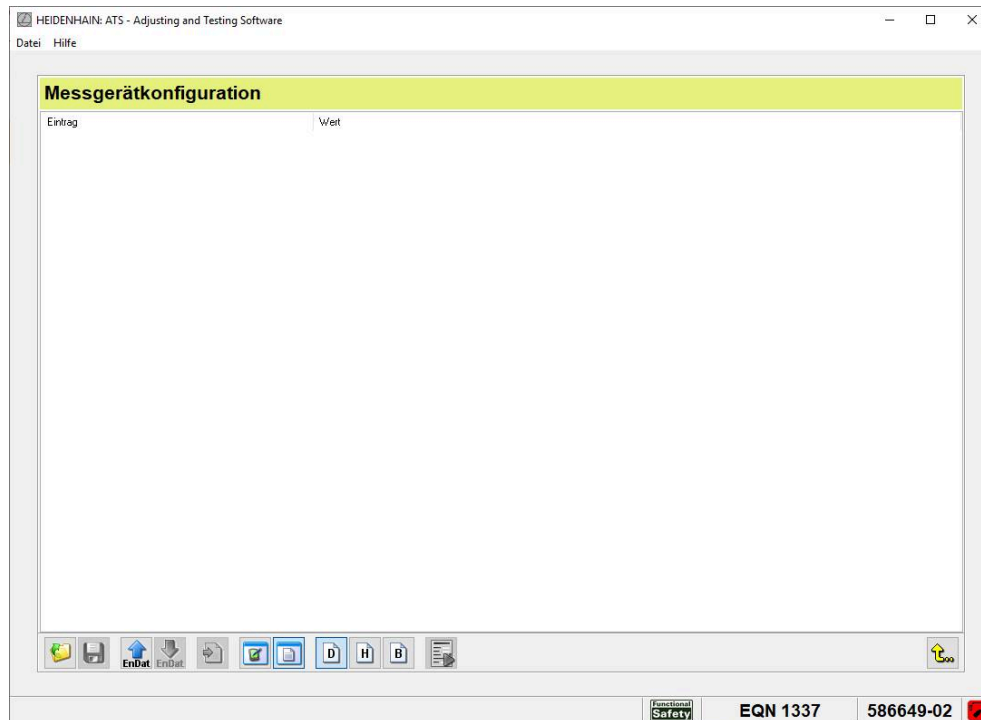 HEIDENHAIN: ATS - Adjusting and Testing Software
Datei Hilfe
Messgerätkonfiguration
Eintrag Wert
EnDat EnDat D H B
Functional Safety EQN 1337 586649-02